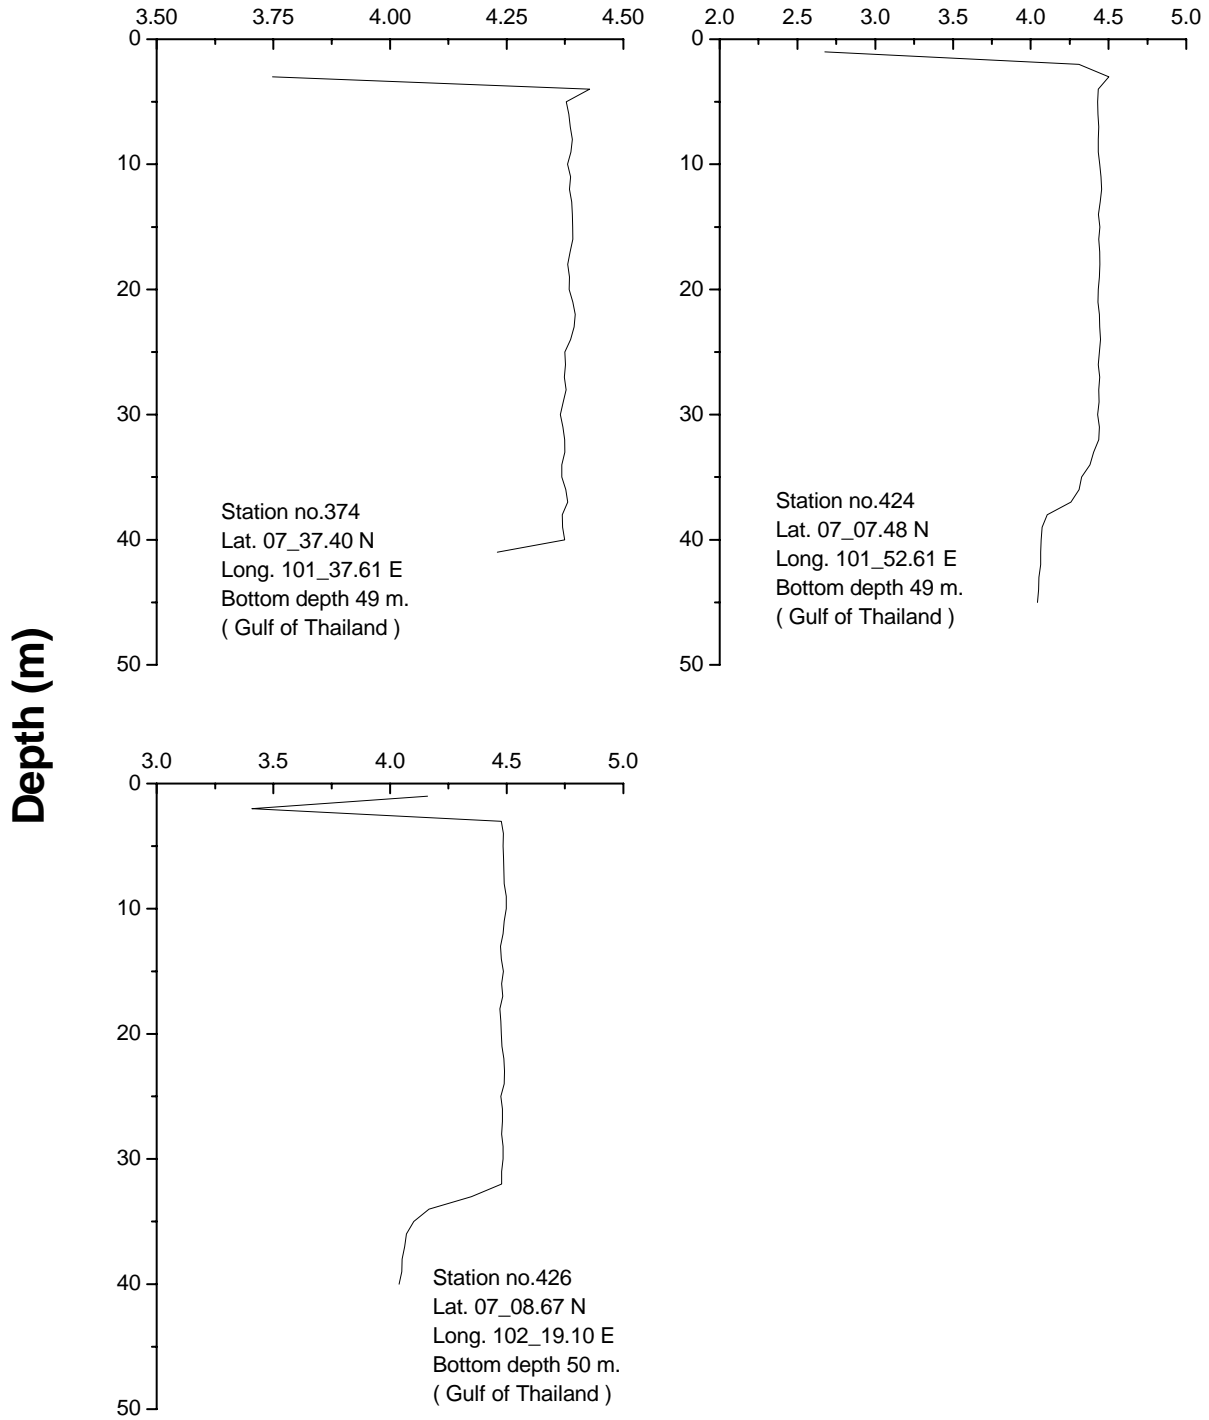 3.50 3.75 4.00 4.25 4.50
0
10
20
30
40
50
Station no.374
Lat. 07_37.40 N
Long. 101_37.61 E
Bottom depth 49 m.
( Gulf of Thailand )
2.0 2.5 3.0 3.5 4.0 4.5 5.0
0
10
20
30
40
50
Station no.424
Lat. 07_07.48 N
Long. 101_52.61 E
Bottom depth 49 m.
( Gulf of Thailand )
Depth (m)
3.0 3.5 4.0 4.5 5.0
0
10
20
30
40
50
Station no.426
Lat. 07_08.67 N
Long. 102_19.10 E
Bottom depth 50 m.
( Gulf of Thailand )